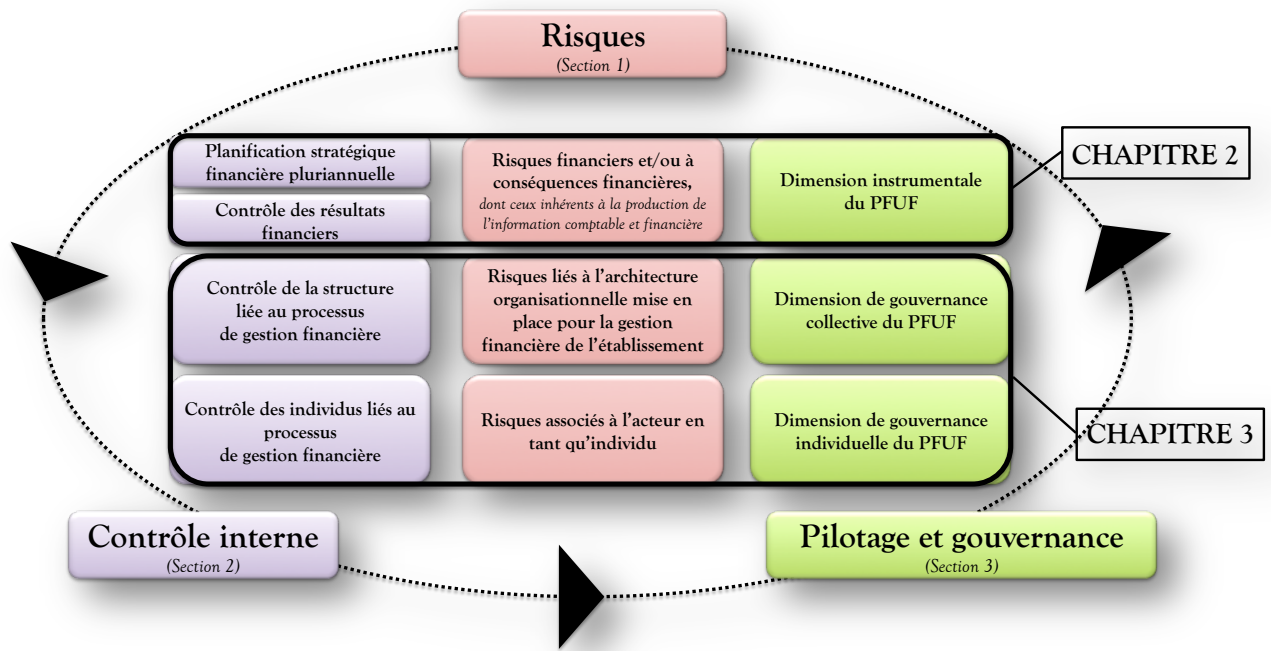 Risques
(Section 1)
CHAPITRE 2
Planification stratégique
financière pluriannuelle
Contrôle des résultats
financiers
Risques financiers et/ou à
conséquences financières,
dont ceux inhérents à la production de
l'information comptable et financière
Dimension instrumentale
du PFUF
Contrôle de la structure
liée au processus
de gestion financière
Risques liés à l'architecture
organisationnelle mise en
place pour la gestion
financière de l'établissement
Dimension de gouvernance
collective du PFUF
Contrôle des individus liés au
processus
de gestion financière
Risques associés à l'acteur en
tant qu'individu
Dimension de gouvernance
individuelle du PFUF
CHAPITRE 3
Contrôle interne
(Section 2)
Pilotage et gouvernance
(Section 3)